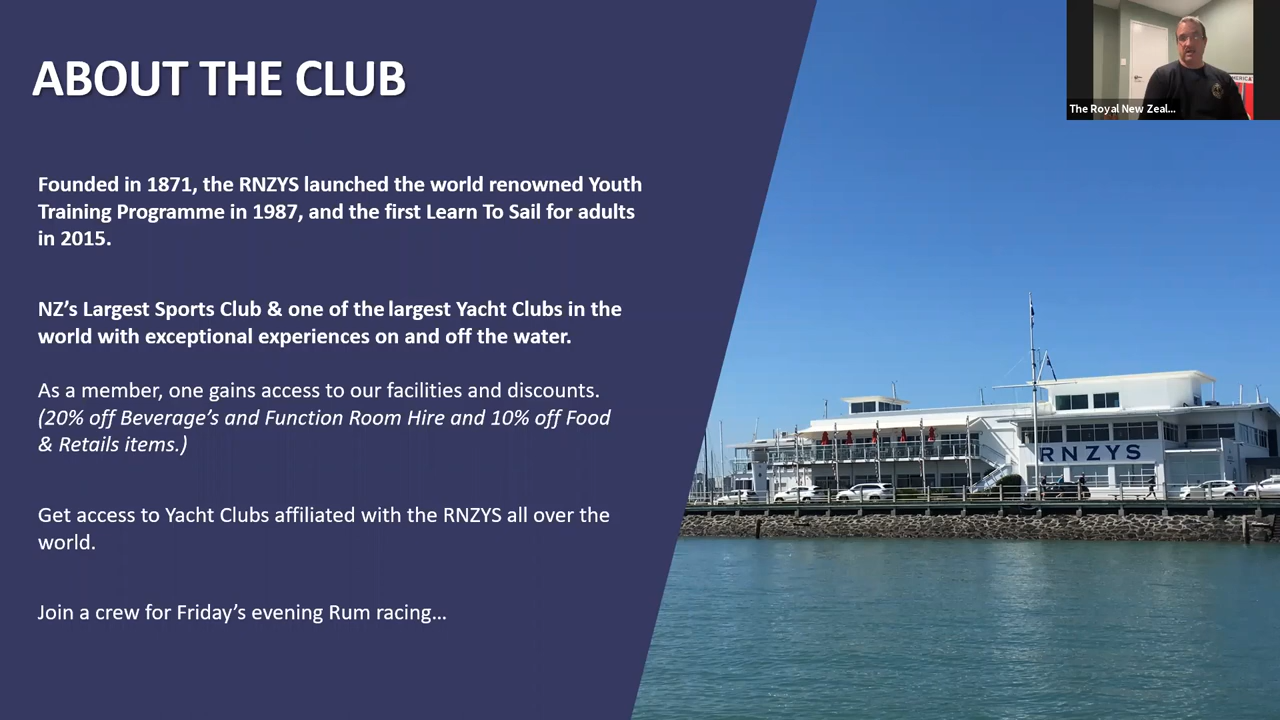 ABOUT THE CLUB
Founded in 1871, the RNZYS launched the world renowned Youth
Training Programme in 1987, and the first Learn To Sail for adults
in 2015.
NZ’s Largest Sports Club & one of the largest Yacht Clubs in the
world with exceptional experiences on and off the water.
As a member, one gains access to our facilities and discounts.
(20% off Beverage’s and Function Room Hire and 10% off Food
& Retails items.)
Get access to Yacht Clubs affiliated with the RNZYS all over the
world.
Join a crew for Friday’s evening Rum racing…
RNZYS
The Royal New Zeal...